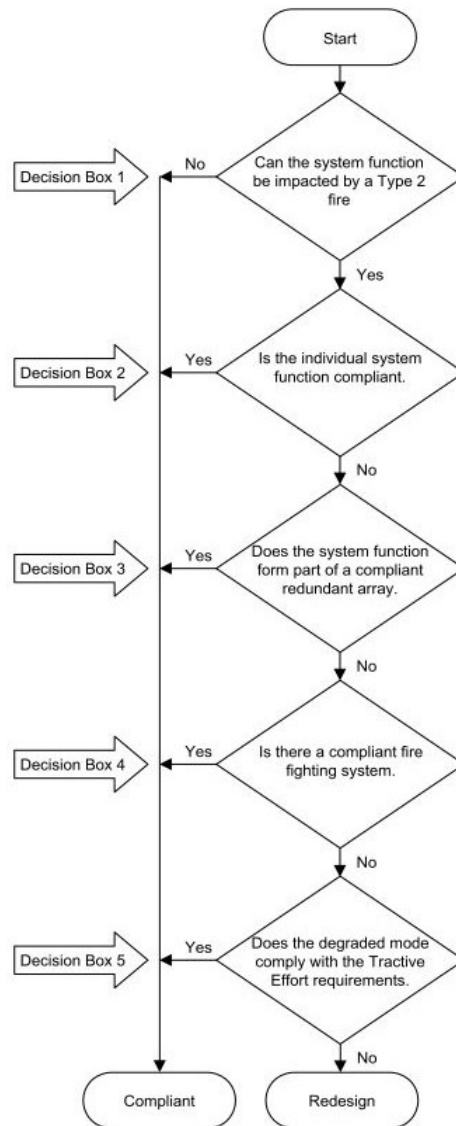 Start
Decision Box 1
No
Can the system function
be impacted by a Type 2
fire
Yes
Decision Box 2
Yes
Is the individual system
function compliant.
No
Decision Box 3
Yes
Does the system function
form part of a compliant
redundant array.
No
Decision Box 4
Yes
Is there a compliant fire
fighting system.
No
Decision Box 5
Yes
Does the degraded mode
comply with the Tractive
Effort requirements.
No
Compliant
Redesign